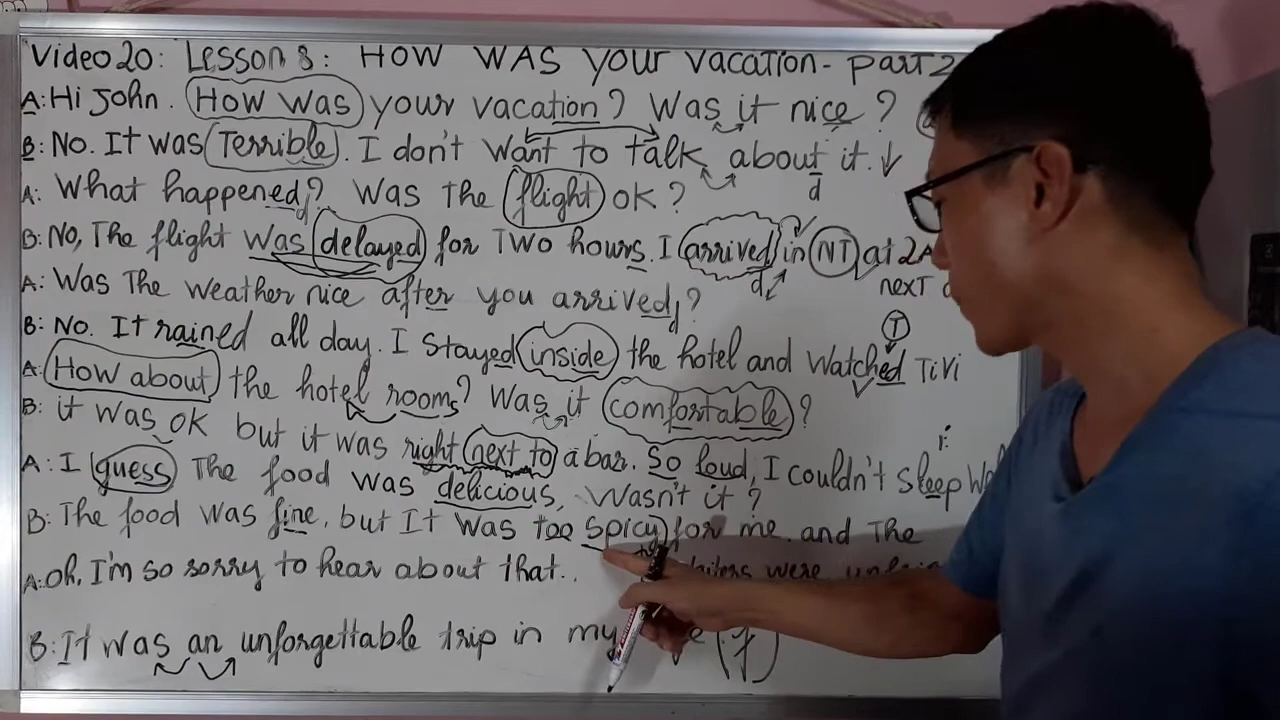 Video 20: Lesson 8: HOW WAS your vacation- part 2
A: Hi John. How was your vacation? Was it nice?
B: No. It was Terrible. I don't want to talk about it.
d
A: What happened? Was the flight ok?
d
B: No, The flight was delayed for two hours. I arrived in NT at 2A
d
next
A: Was The weather nice after you arrived?
d
T
B: No. It rained all day. I stayed inside the hotel and watched TiVi
A: How about the hotel rooms? Was it comfortable?
B: it was ok but it was right next to a bar. So loud, I couldn't sleep
i:
A: I guess The food was delicious, Wasn't it?
B: The food was fine, but It was too spicy for me. and The
were
A: Oh, I'm so sorry to hear about that..
B: It was an unforgettable trip in my